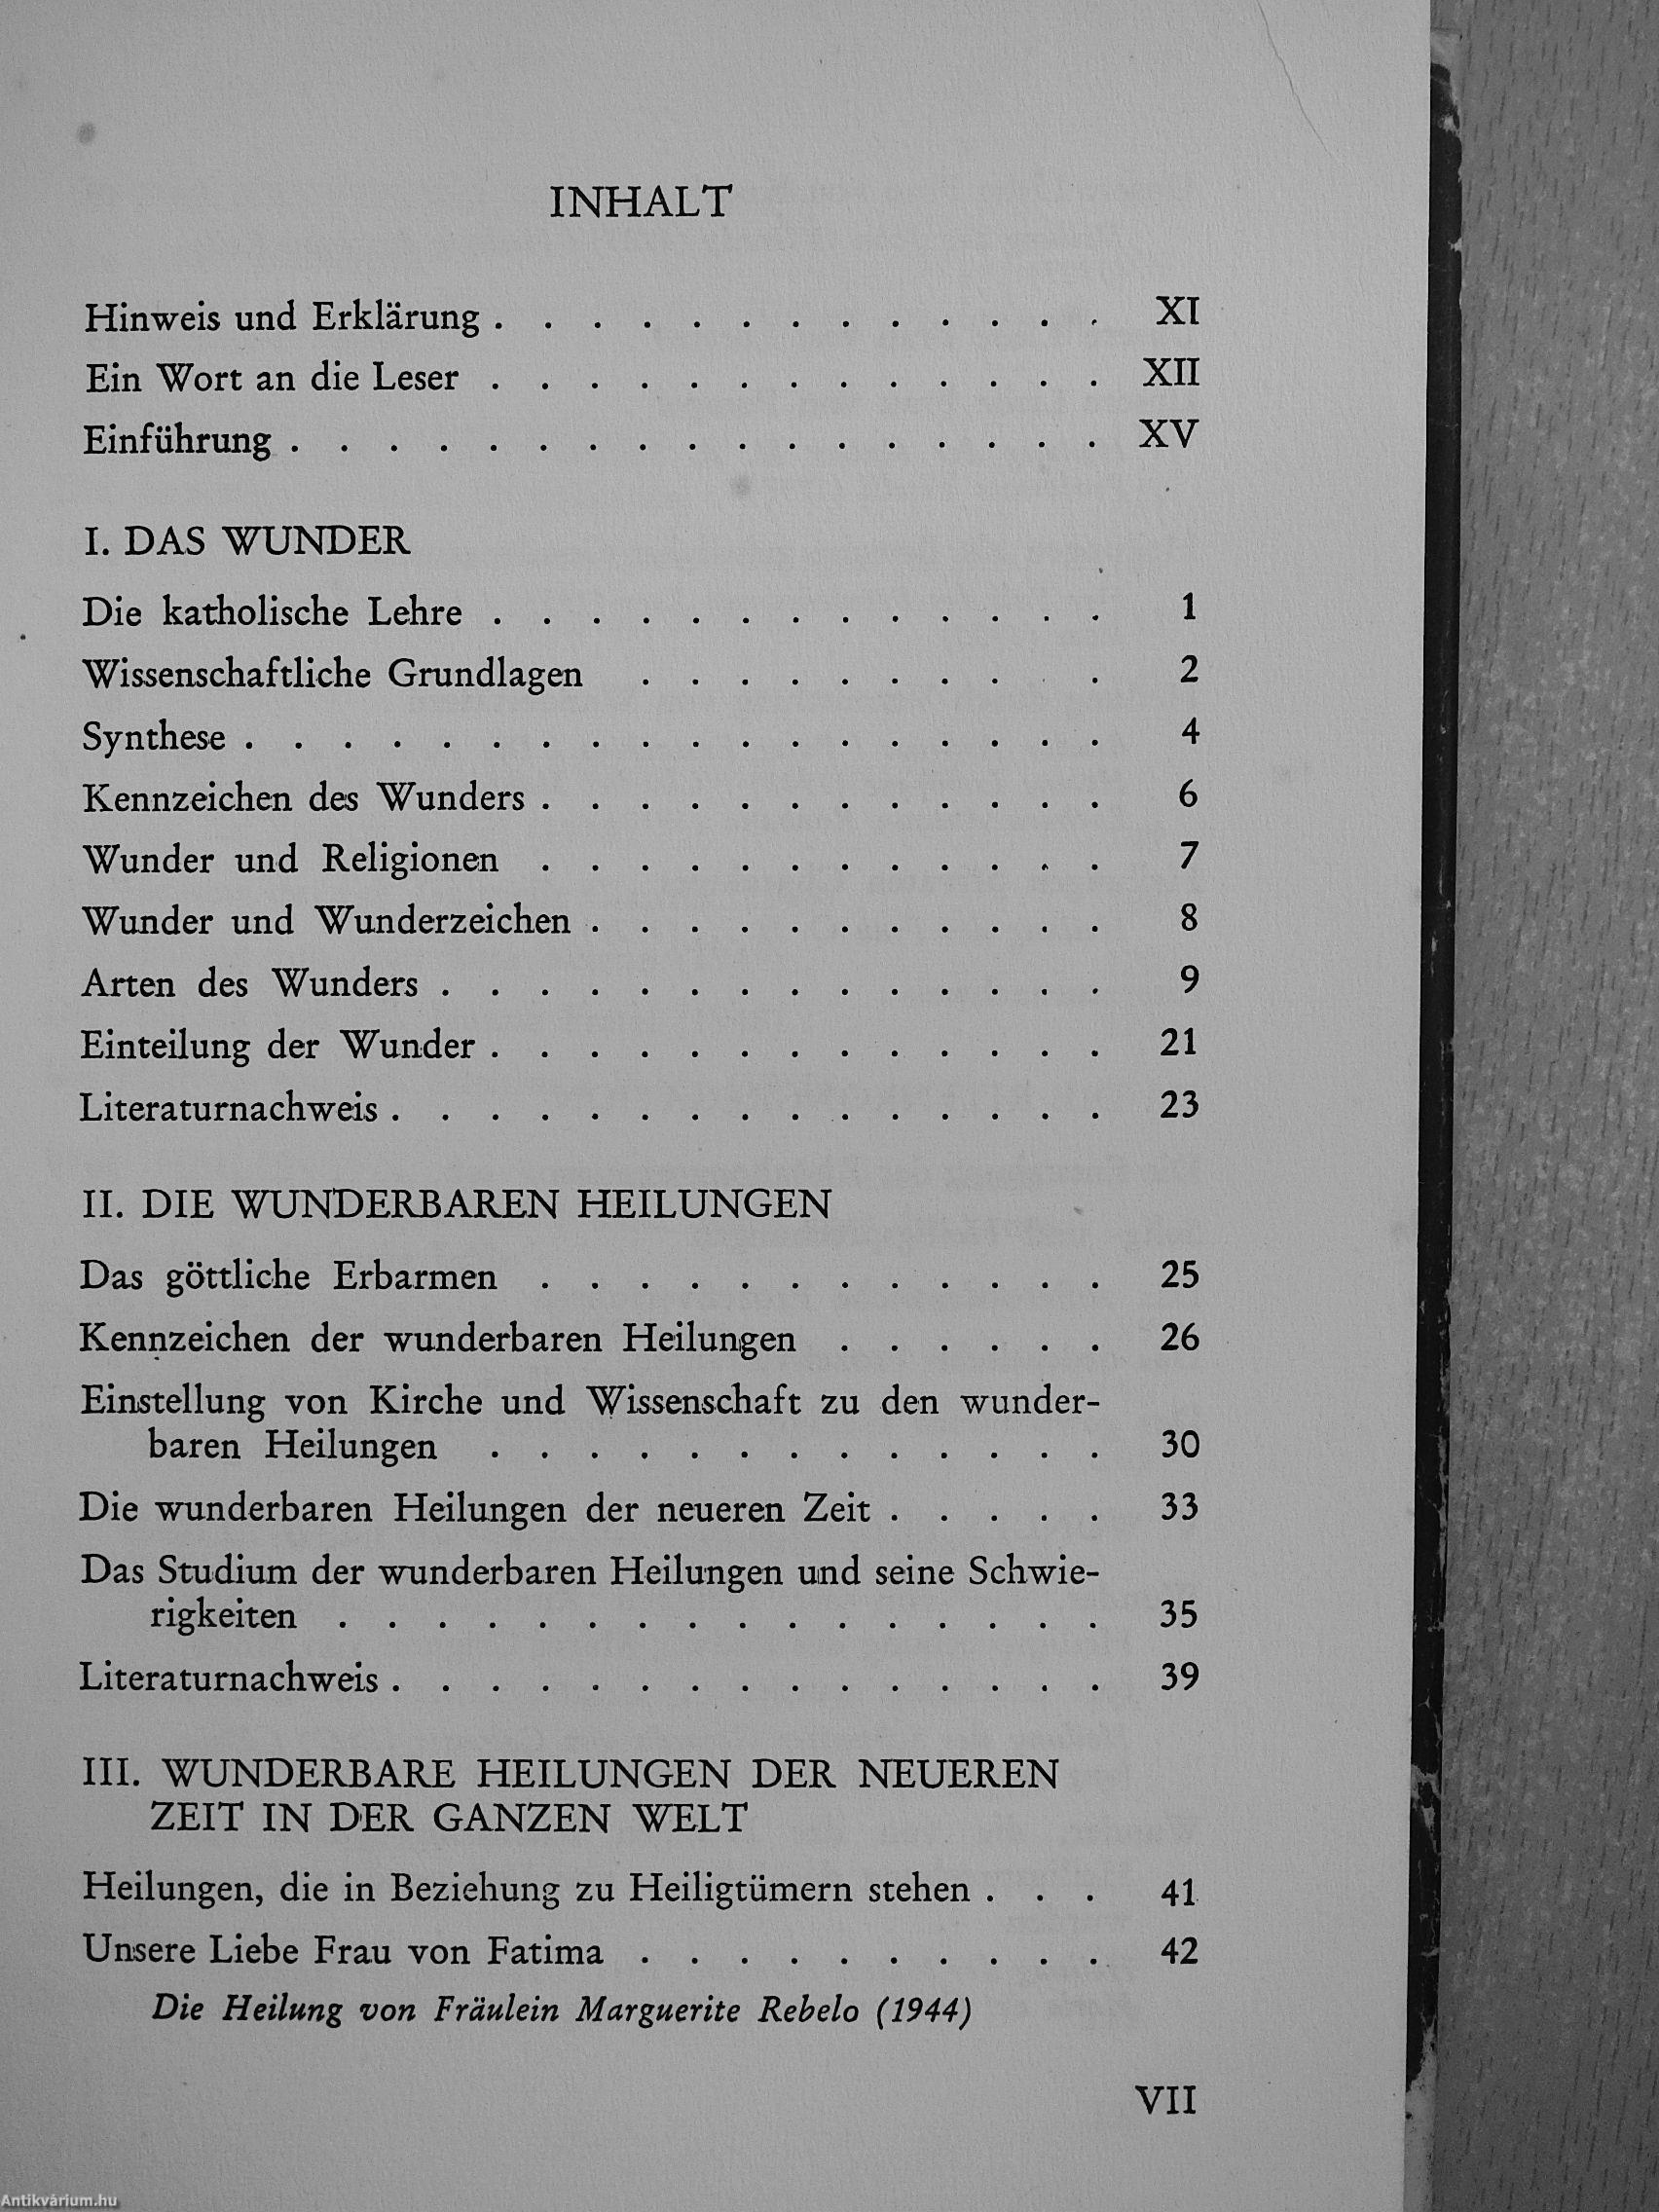 INHALT
Hinweis und Erklärung . . . . . . . . . . . . . XI
Ein Wort an die Leser . . . . . . . . . . . . . XII
Einführung . . . . . . . . . . . . . . . . . XV
I. DAS WUNDER
Die katholische Lehre . . . . . . . . . . . . . 1
Wissenschaftliche Grundlagen . . . . . . . . . . 2
Synthese . . . . . . . . . . . . . . . . . . 4
Kennzeichen des Wunders . . . . . . . . . . . . 6
Wunder und Religionen . . . . . . . . . . . . 7
Wunder und Wunderzeichen . . . . . . . . . . . 8
Arten des Wunders . . . . . . . . . . . . . . 9
Einteilung der Wunder . . . . . . . . . . . . . 21
Literaturnachweis . . . . . . . . . . . . . . . 23
II. DIE WUNDERBAREN HEILUNGEN
Das göttliche Erbarmen . . . . . . . . . . . . 25
Kennzeichen der wunderbaren Heilungen . . . . . . 26
Einstellung von Kirche und Wissenschaft zu den wunder-
baren Heilungen . . . . . . . . . . . . . 30
Die wunderbaren Heilungen der neueren Zeit . . . . . 33
Das Studium der wunderbaren Heilungen und seine Schwie-
rigkeiten . . . . . . . . . . . . . . . . 35
Literaturnachweis . . . . . . . . . . . . . . . 39
III. WUNDERBARE HEILUNGEN DER NEUEREN
ZEIT IN DER GANZEN WELT
Heilungen, die in Beziehung zu Heiligtümern stehen . . . 41
Unsere Liebe Frau von Fatima . . . . . . . . . . 42
Die Heilung von Fräulein Marguerite Rebelo (1944)
VII
Antikvárium.hu